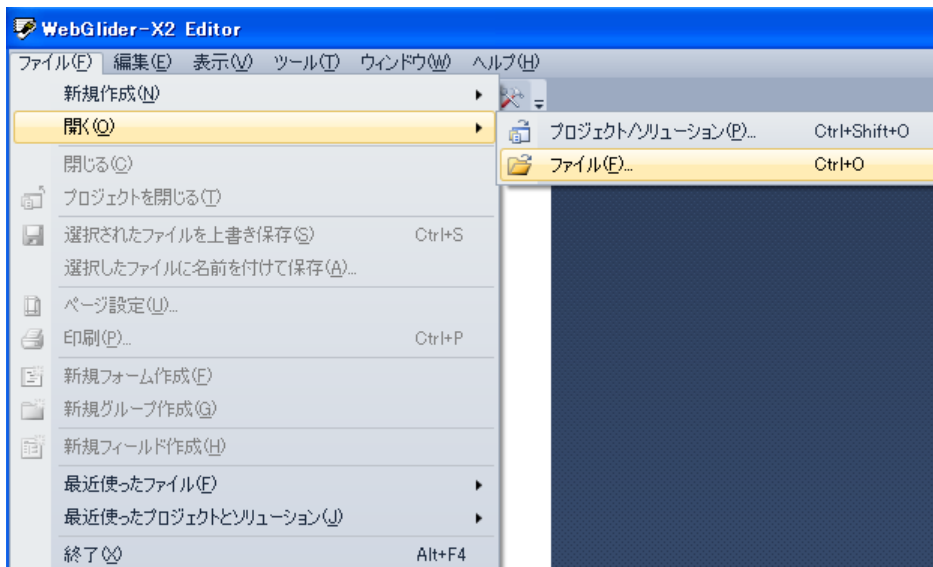 WebGlider-X2 Editor
ファイル(F) 編集(E) 表示(V) ツール(T) ウィンドウ(W) ヘルプ(H)
新規作成(N)
開く(O)
プロジェクト/ソリューション(P)... Ctrl+Shift+O
ファイル(F)... Ctrl+O
閉じる(C)
プロジェクトを閉じる(T)
選択されたファイルを上書き保存(S) Ctrl+S
選択したファイルに名前を付けて保存(A)...
ページ設定(U)...
印刷(P)... Ctrl+P
新規フォーム作成(F)
新規グループ作成(G)
新規フィールド作成(H)
最近使ったファイル(F)
最近使ったプロジェクトとソリューション(J)
終了(X) Alt+F4